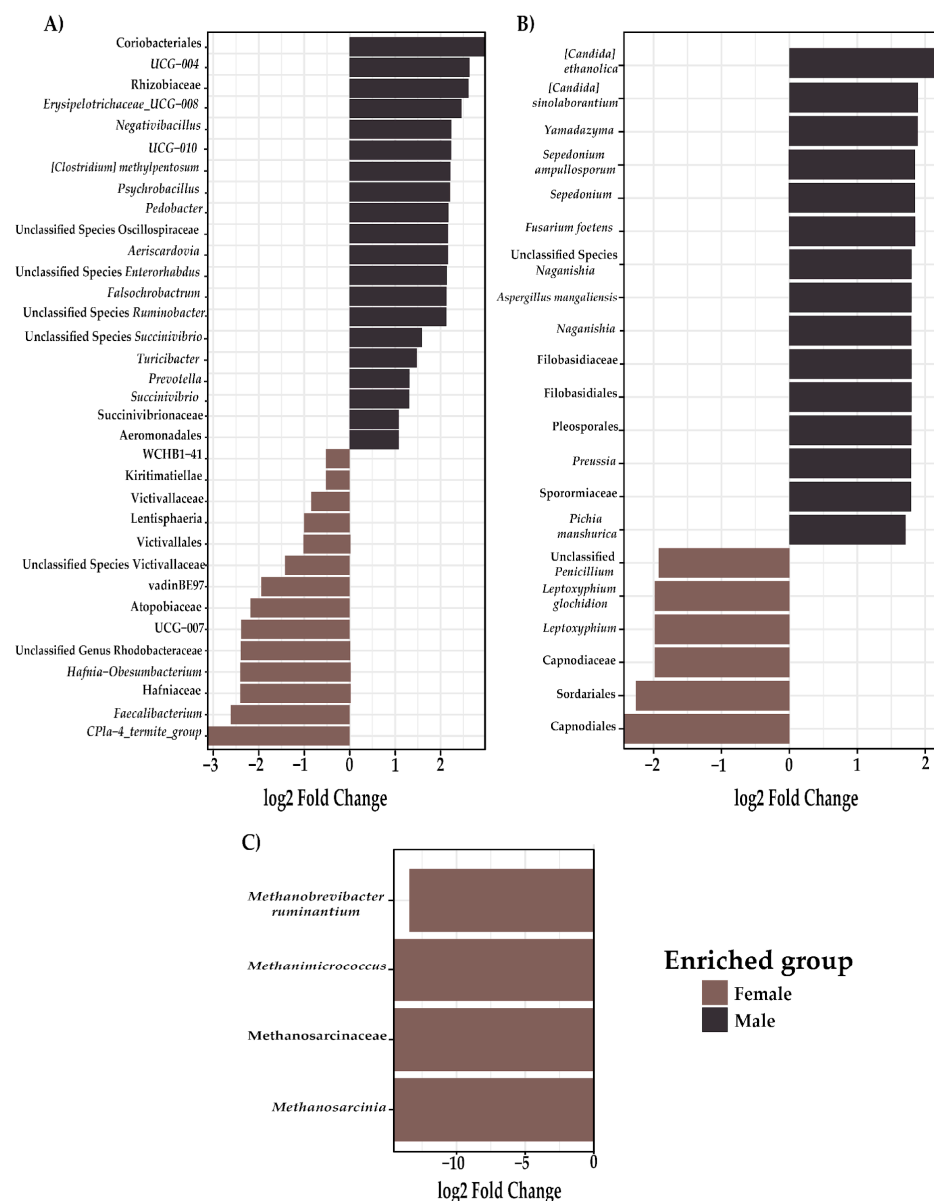 A)
Coriobacteriales
UCG-004
Rhizobiaceae
Erysipelotrichaceae_UCG-008
Negativibacillus
UCG-010
[Clostridium] methylpentosum
Psychrobacillus
Pedobacter
Unclassified Species Oscillospiraceae
Aeriscardovia
Unclassified Species Enterorhabdus
Falsochrobactrum
Unclassified Species Ruminobacter
Unclassified Species Succinivibrio
Turicibacter
Prevotella
Succinivibrio
Succinivibrionaceae
Aeromonadales
WCHB1-41
Kiritimatiellae
Victivallaceae
Lentisphaeria
Victivallales
Unclassified Species Victivallaceae
vadinBE97
Atopobiaceae
UCG-007
Unclassified Genus Rhodobacteraceae
Hafnia-Obesumbacterium
Hafniaceae
Faecalibacterium
CPla-4_termite_group
−3 −2 −1 0 1 2 3
log2 Fold Change
B)
[Candida]
ethanolica
[Candida]
sinolaborantium
Yamadazyma
Sepedonium
ampullosporum
Sepedonium
Fusarium foetens
Unclassified Species
Naganishia
Aspergillus mangaliensis
Naganishia
Filobasidiaceae
Filobasidiales
Pleosporales
Preussia
Sporormiaceae
Pichia
manshurica
Unclassified
Penicillium
Leptoxyphium
glochidion
Leptoxyphium
Capnodiaceae
Sordariales
Capnodiales
−2 −1 0 1 2
log2 Fold Change
C)
Methanobrevibacter
ruminantium
Methanimicrococcus
Methanosarcinaceae
Methanosarcinia
−10 −5 0
log2 Fold Change
Enriched group
Female
Male